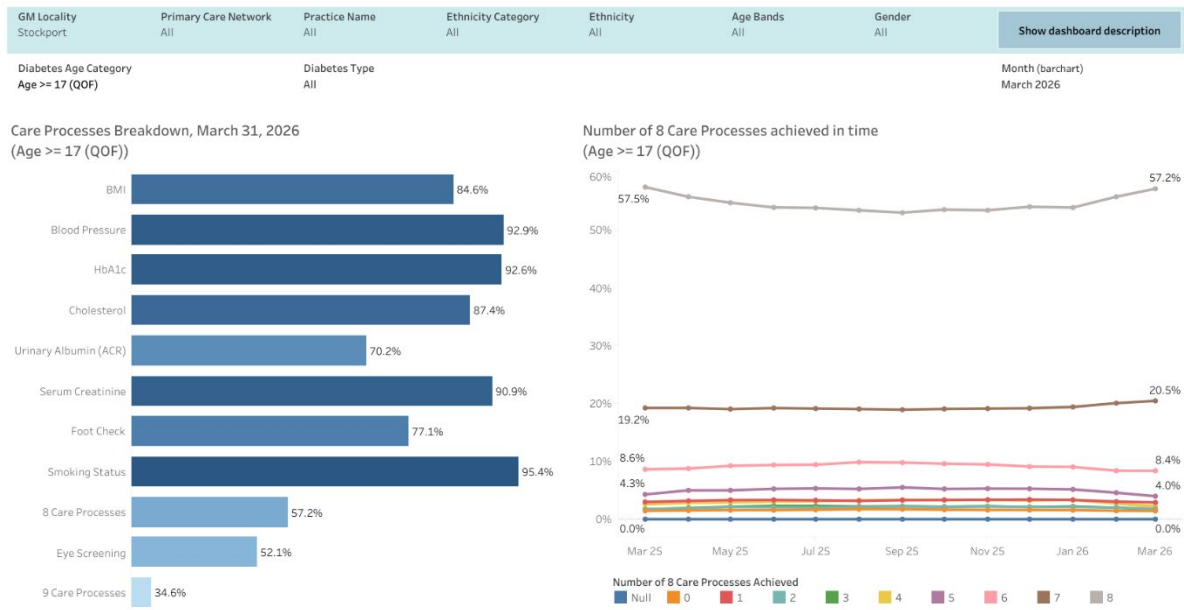 GM Locality
Stockport
Primary Care Network
All
Practice Name
All
Ethnicity Category
All
Ethnicity
All
Age Bands
All
Gender
All
Show dashboard description
Diabetes Age Category
Age >= 17 (QOF)
Diabetes Type
All
Month (barchart)
March 2026
Care Processes Breakdown, March 31, 2026
(Age >= 17 (QOF))
BMI 84.6%
Blood Pressure 92.9%
HbA1c 92.6%
Cholesterol 87.4%
Urinary Albumin (ACR) 70.2%
Serum Creatinine 90.9%
Foot Check 77.1%
Smoking Status 95.4%
8 Care Processes 57.2%
Eye Screening 52.1%
9 Care Processes 34.6%
Number of 8 Care Processes achieved in time
(Age >= 17 (QOF))
60%
50%
40%
30%
20%
10%
0%
57.5%
57.2%
19.2%
20.5%
8.6%
8.4%
4.3%
4.0%
0.0%
0.0%
Mar 25 May 25 Jul 25 Sep 25 Nov 25 Jan 26 Mar 26
Number of 8 Care Processes Achieved
Null 0 1 2 3 4 5 6 7 8